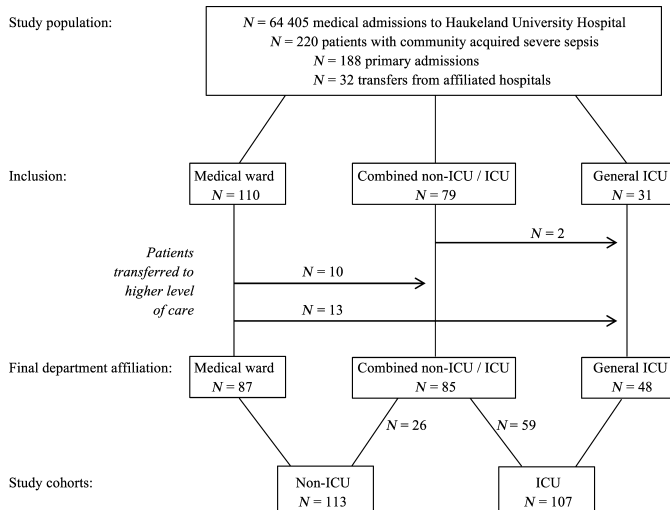 Study population:
N = 64 405 medical admissions to Haukeland University Hospital
N = 220 patients with community acquired severe sepsis
N = 188 primary admissions
N = 32 transfers from affiliated hospitals
Inclusion:
Medical ward
N = 110
Combined non-ICU / ICU
N = 79
General ICU
N = 31
Patients
transferred to
higher level
of care
N = 2
N = 10
N = 13
Final department affiliation:
Medical ward
N = 87
Combined non-ICU / ICU
N = 85
General ICU
N = 48
N = 26
N = 59
Study cohorts:
Non-ICU
N = 113
ICU
N = 107